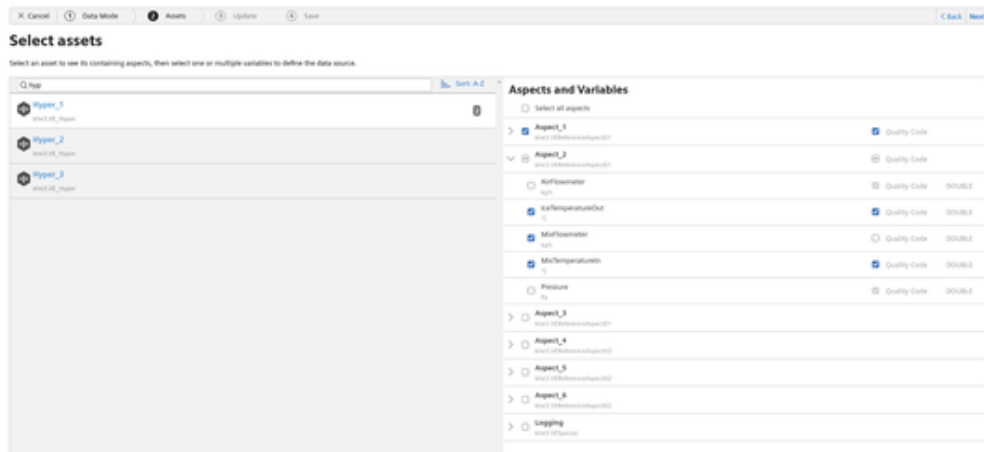 Cancel 1 Data Mode 2 Assets 3 Update 4 Save Back Next
Select assets
Select an asset to see its containing aspects, then select one or multiple variables to define the data source.
hyp Sort: A-Z
Hyper_1
Hyper_2
Hyper_3
Aspects and Variables
Select all aspects
Aspect_1
Quality Code
Aspect_2
Quality Code
AirFlowmeter
kg/s
Quality Code DOUBLE
IceTemperatureOut
°C
Quality Code DOUBLE
MixFlowmeter
kg/s
Quality Code DOUBLE
MixTemperatureIn
°C
Quality Code DOUBLE
Pressure
Pa
Quality Code DOUBLE
Aspect_3
Aspect_4
Aspect_5
Aspect_6
Logging